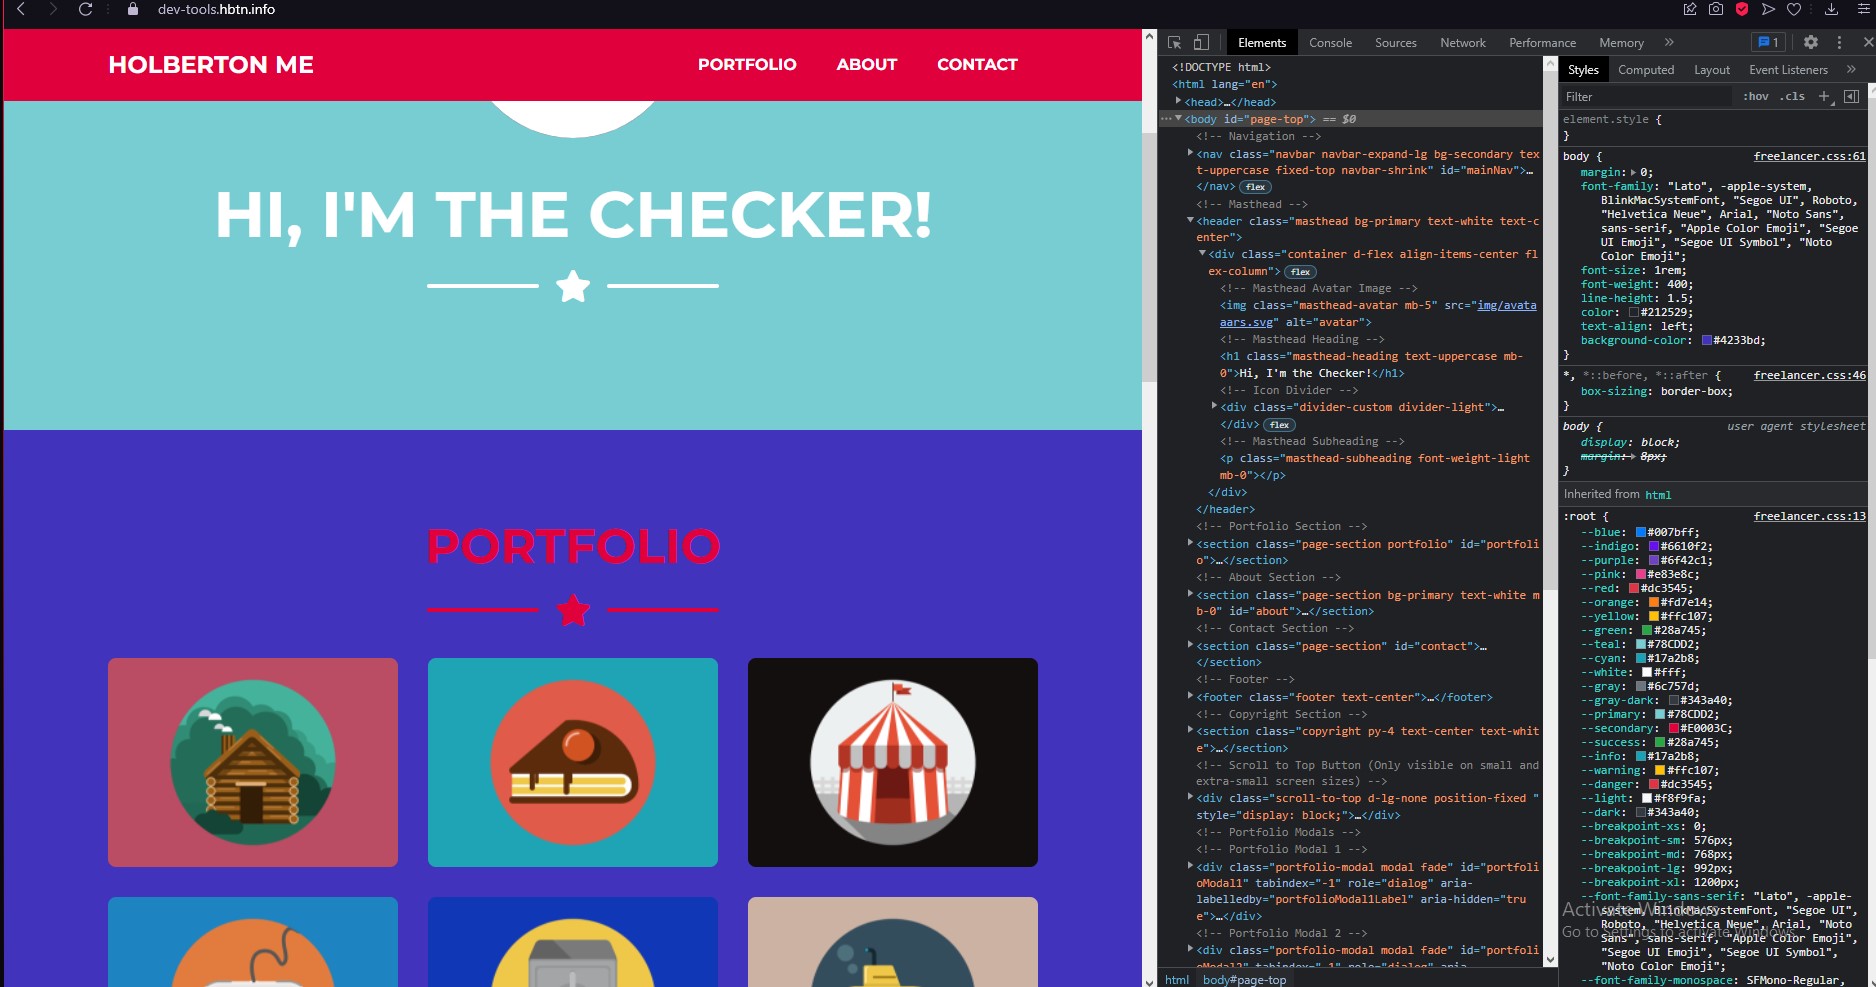 dev-tools.hbtn.info
HOLBERTON ME
PORTFOLIO ABOUT CONTACT
HI, I'M THE CHECKER!
PORTFOLIO
Elements Console Sources Network Performance Memory » 1
<!DOCTYPE html>
<html lang="en">
<head>…</head>
<body id="page-top"> == $0
<!-- Navigation -->
<nav class="navbar navbar-expand-lg bg-secondary tex
t-uppercase fixed-top navbar-shrink" id="mainNav">…
</nav> flex
<!-- Masthead -->
<header class="masthead bg-primary text-white text-c
enter">
<div class="container d-flex align-items-center fl
ex-column"> flex
<!-- Masthead Avatar Image -->
<img class="masthead-avatar mb-5" src="img/avata
aars.svg" alt="avatar">
<!-- Masthead Heading -->
<h1 class="masthead-heading text-uppercase mb-
0">Hi, I'm the Checker!</h1>
<!-- Icon Divider -->
<div class="divider-custom divider-light">…
</div> flex
<!-- Masthead Subheading -->
<p class="masthead-subheading font-weight-light
mb-0"></p>
</div>
</header>
<!-- Portfolio Section -->
<section class="page-section portfolio" id="portfoli
o">…</section>
<!-- About Section -->
<section class="page-section bg-primary text-white m
b-0" id="about">…</section>
<!-- Contact Section -->
<section class="page-section" id="contact">…
</section>
<!-- Footer -->
<footer class="footer text-center">…</footer>
<!-- Copyright Section -->
<section class="copyright py-4 text-center text-whit
e">…</section>
<!-- Scroll to Top Button (Only visible on small and
extra-small screen sizes) -->
<div class="scroll-to-top d-lg-none position-fixed "
style="display: block;">…</div>
<!-- Portfolio Modals -->
<!-- Portfolio Modal 1 -->
<div class="portfolio-modal modal fade" id="portfoli
oModal1" tabindex="-1" role="dialog" aria-
labelledby="portfolioModal1Label" aria-hidden="tru
e">…</div>
<!-- Portfolio Modal 2 -->
<div class="portfolio-modal modal fade" id="portfoli
oModal2" tabindex="-1" role="dialog" aria-
html body#page-top
Styles Computed Layout Event Listeners »
Filter :hov .cls +
element.style {
}
body { freelancer.css:61
margin: 0;
font-family: "Lato", -apple-system,
BlinkMacSystemFont, "Segoe UI", Roboto,
"Helvetica Neue", Arial, "Noto Sans",
sans-serif, "Apple Color Emoji", "Segoe
UI Emoji", "Segoe UI Symbol", "Noto
Color Emoji";
font-size: 1rem;
font-weight: 400;
line-height: 1.5;
color: #212529;
text-align: left;
background-color: #4233bd;
}
*, *::before, *::after { freelancer.css:46
box-sizing: border-box;
}
body { user agent stylesheet
display: block;
margin: 8px;
}
Inherited from html
:root { freelancer.css:13
--blue: #007bff;
--indigo: #6610f2;
--purple: #6f42c1;
--pink: #e83e8c;
--red: #dc3545;
--orange: #fd7e14;
--yellow: #ffc107;
--green: #28a745;
--teal: #78CDD2;
--cyan: #17a2b8;
--white: #fff;
--gray: #6c757d;
--gray-dark: #343a40;
--primary: #78CDD2;
--secondary: #E0003C;
--success: #28a745;
--info: #17a2b8;
--warning: #ffc107;
--danger: #dc3545;
--light: #f8f9fa;
--dark: #343a40;
--breakpoint-xs: 0;
--breakpoint-sm: 576px;
--breakpoint-md: 768px;
--breakpoint-lg: 992px;
--breakpoint-xl: 1200px;
--font-family-sans-serif: "Lato", -apple-
system, BlinkMacSystemFont, "Segoe UI",
Roboto, "Helvetica Neue", Arial, "Noto
Sans", sans-serif, "Apple Color Emoji",
"Segoe UI Emoji", "Segoe UI Symbol",
"Noto Color Emoji";
--font-family-monospace: SFMono-Regular,
Activate Windows
Go to Settings to activate Windows.